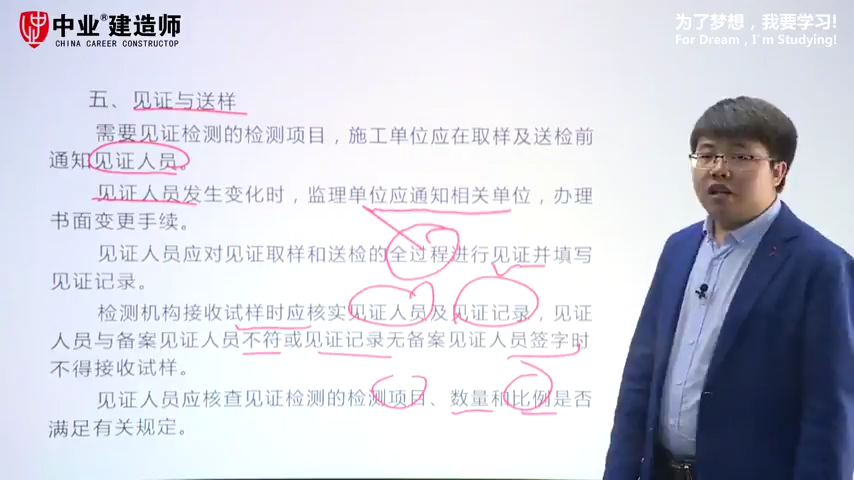 中业®建造师
CHINA CAREER CONSTRUCTOP
为了梦想，我要学习!
For Dream , I`m Studying!
五、见证与送样
需要见证检测的检测项目，施工单位应在取样及送检前
通知见证人员。
见证人员发生变化时，监理单位应通知相关单位，办理
书面变更手续。
见证人员应对见证取样和送检的全过程进行见证并填写
见证记录。
检测机构接收试样时应核实见证人员及见证记录，见证
人员与备案见证人员不符或见证记录无备案见证人员签字时
不得接收试样。
见证人员应核查见证检测的检测项目、数量和比例是否
满足有关规定。